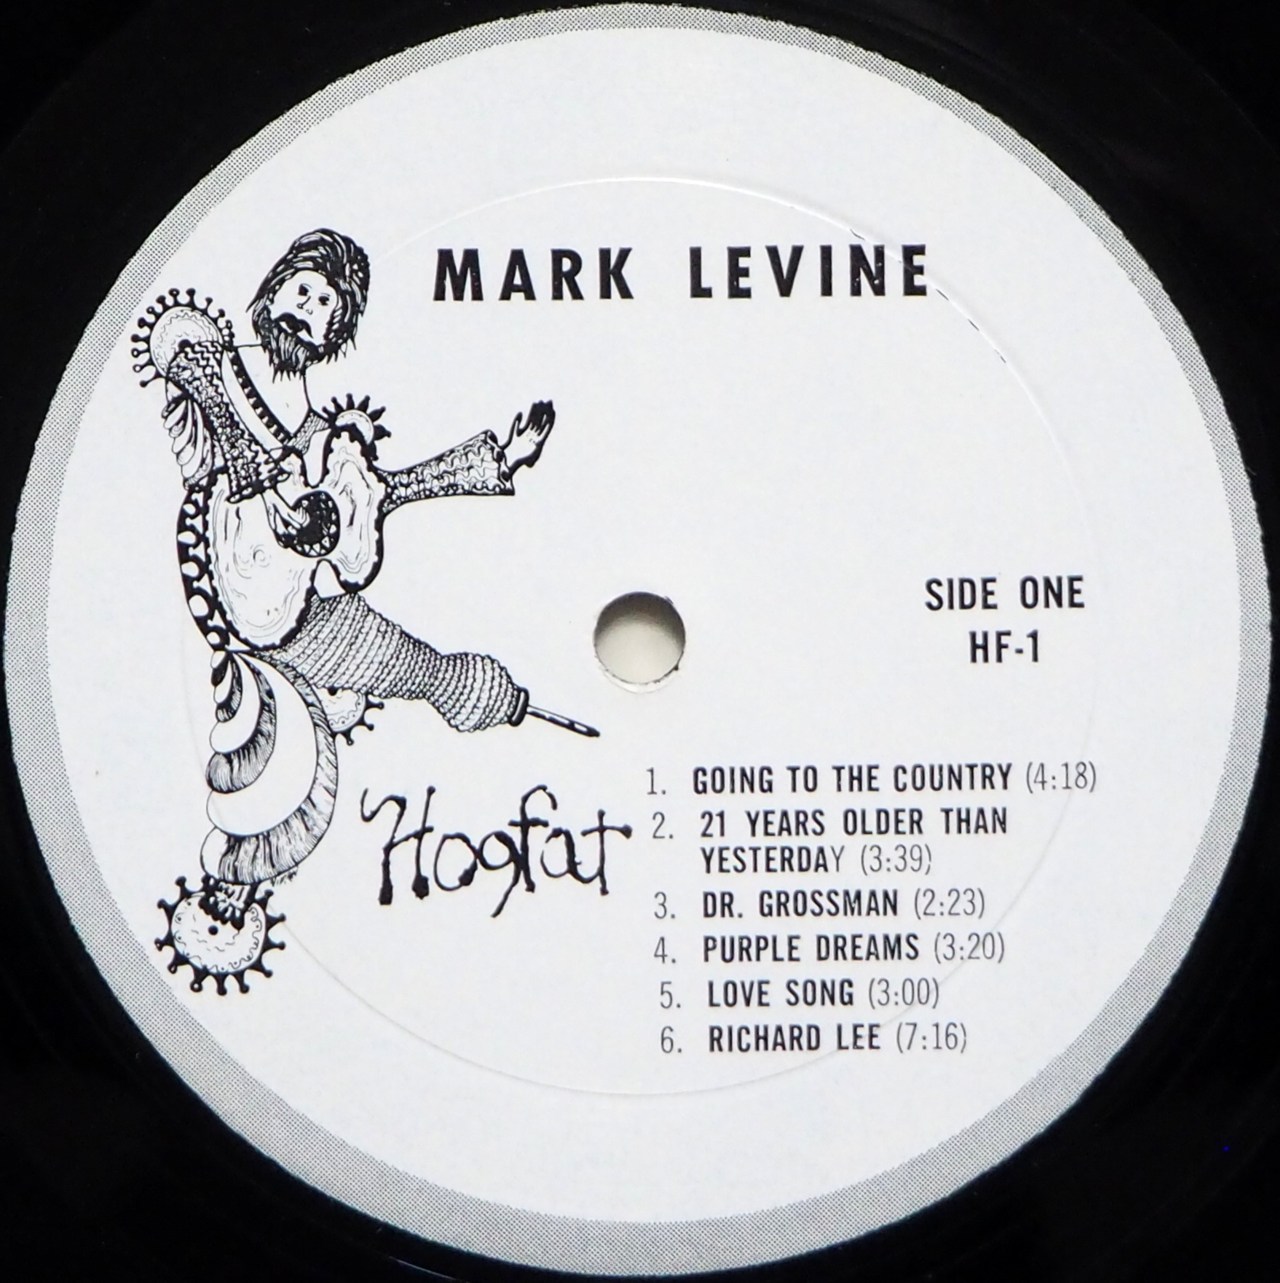 MARK LEVINE
SIDE ONE
HF-1
Hogfat
1. GOING TO THE COUNTRY (4:18)
2. 21 YEARS OLDER THAN
YESTERDAY (3:39)
3. DR. GROSSMAN (2:23)
4. PURPLE DREAMS (3:20)
5. LOVE SONG (3:00)
6. RICHARD LEE (7:16)